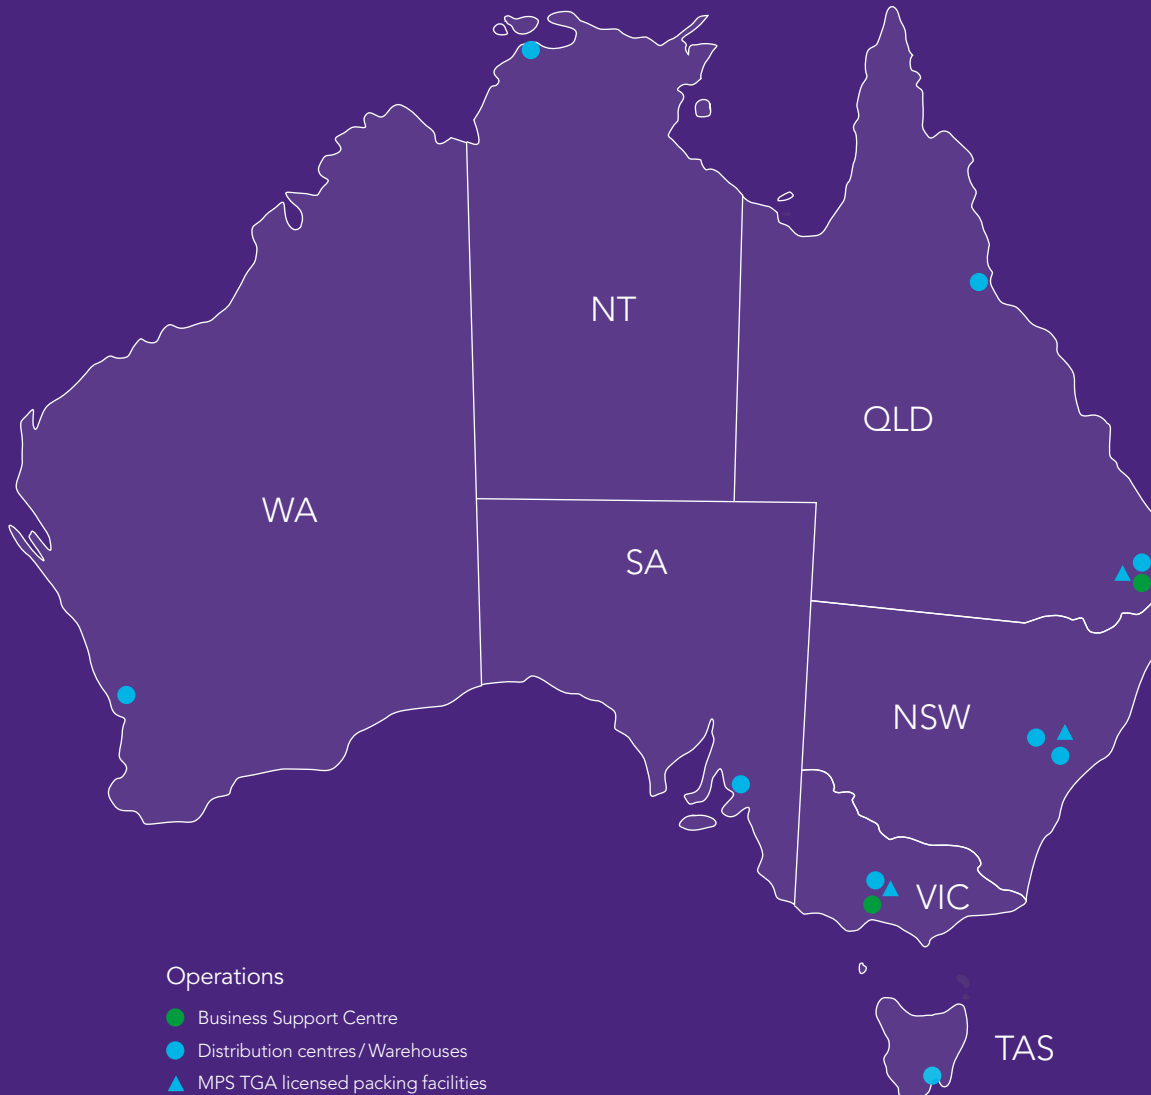 NT
QLD
WA
SA
NSW
VIC
Operations
Business Support Centre
Distribution centres / Warehouses
MPS TGA licensed packing facilities
TAS